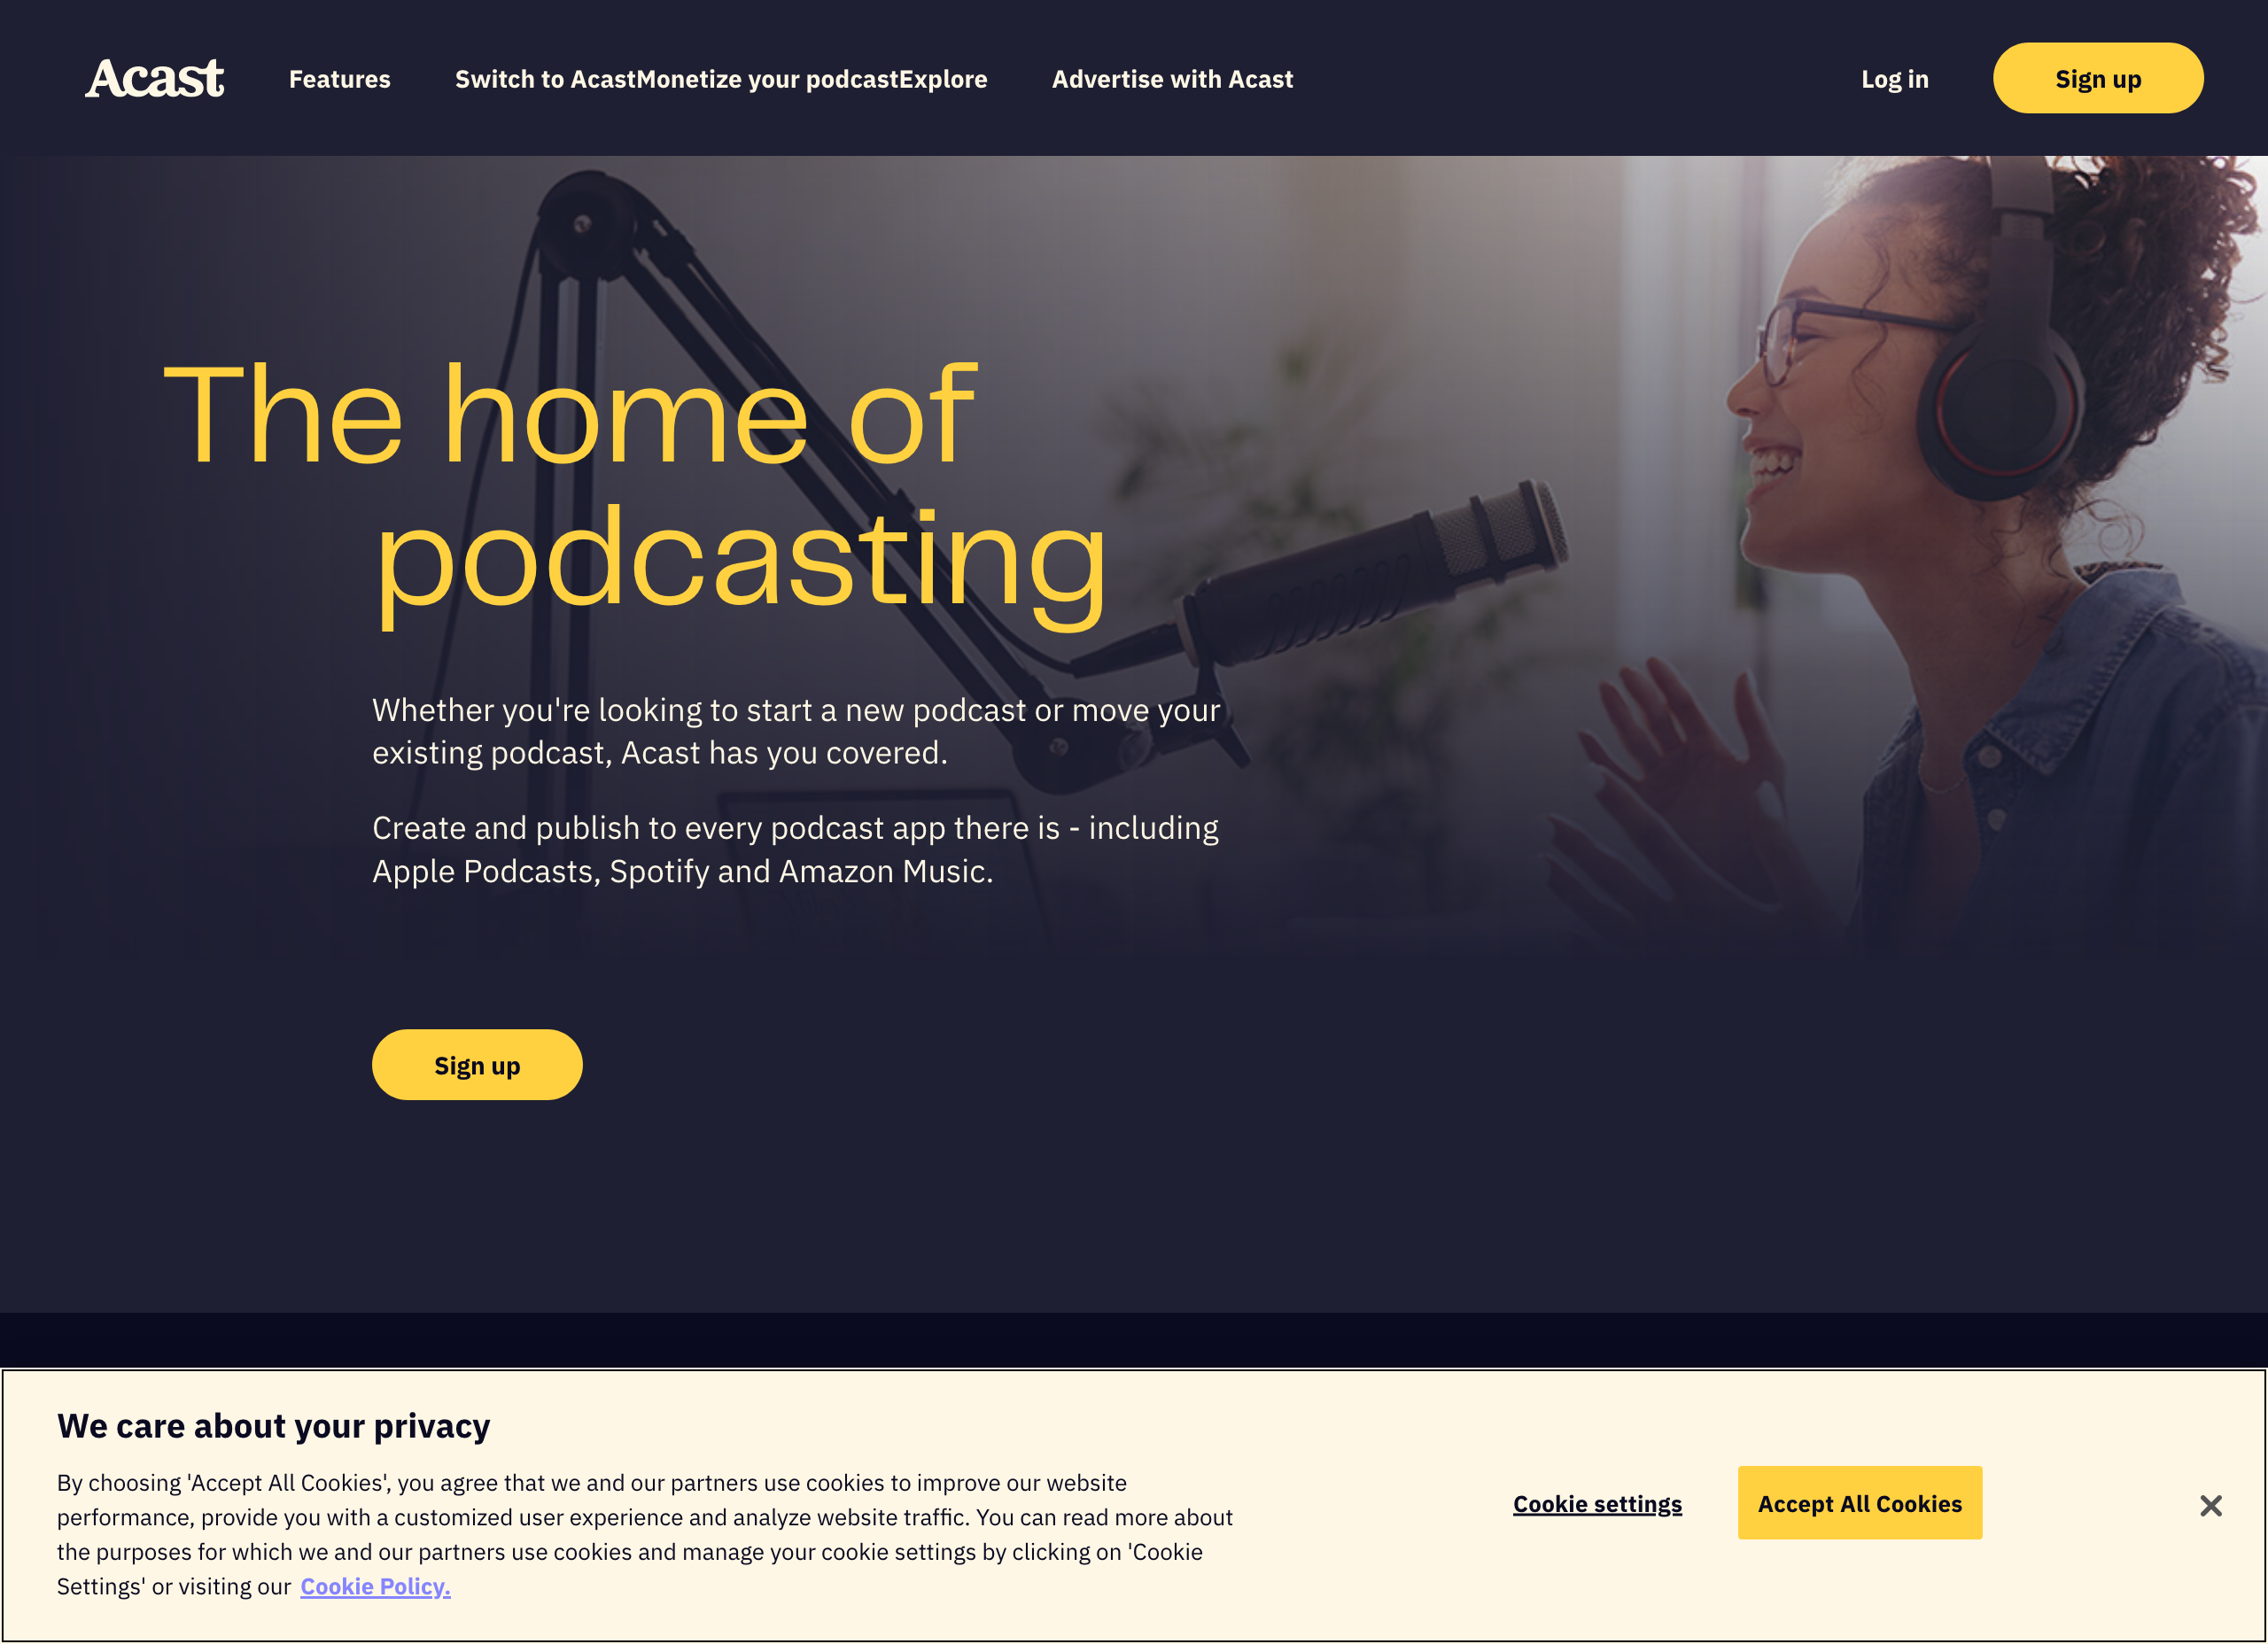 Acast
Features
Switch to AcastMonetize your podcastExplore
Advertise with Acast
Log in
Sign up
The home of
podcasting
Whether you're looking to start a new podcast or move your
existing podcast, Acast has you covered.
Create and publish to every podcast app there is - including
Apple Podcasts, Spotify and Amazon Music.
Sign up
We care about your privacy
By choosing 'Accept All Cookies', you agree that we and our partners use cookies to improve our website
performance, provide you with a customized user experience and analyze website traffic. You can read more about
the purposes for which we and our partners use cookies and manage your cookie settings by clicking on 'Cookie
Settings' or visiting our Cookie Policy.
Cookie settings
Accept All Cookies